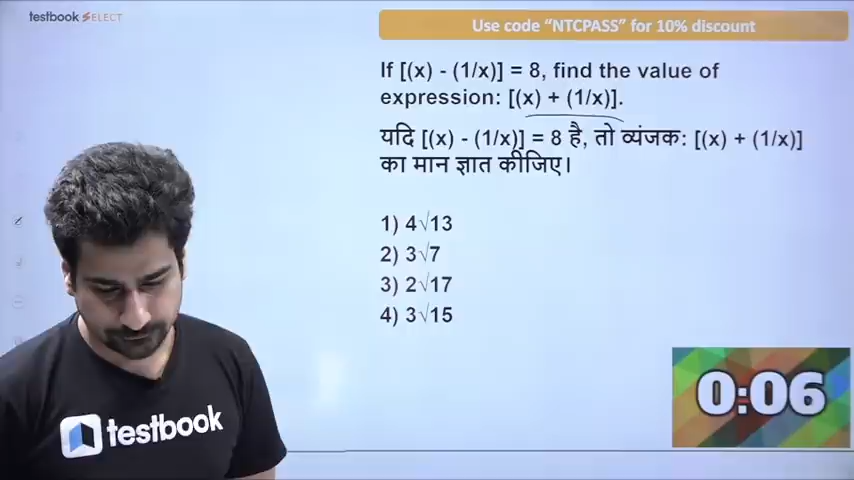 testbook SELECT
Use code “NTCPASS” for 10% discount
If [(x) - (1/x)] = 8, find the value of
expression: [(x) + (1/x)].
यदि [(x) - (1/x)] = 8 है, तो व्यंजक: [(x) + (1/x)]
का मान ज्ञात कीजिए।
1) 4√13
2) 3√7
3) 2√17
4) 3√15
0:06
testbook